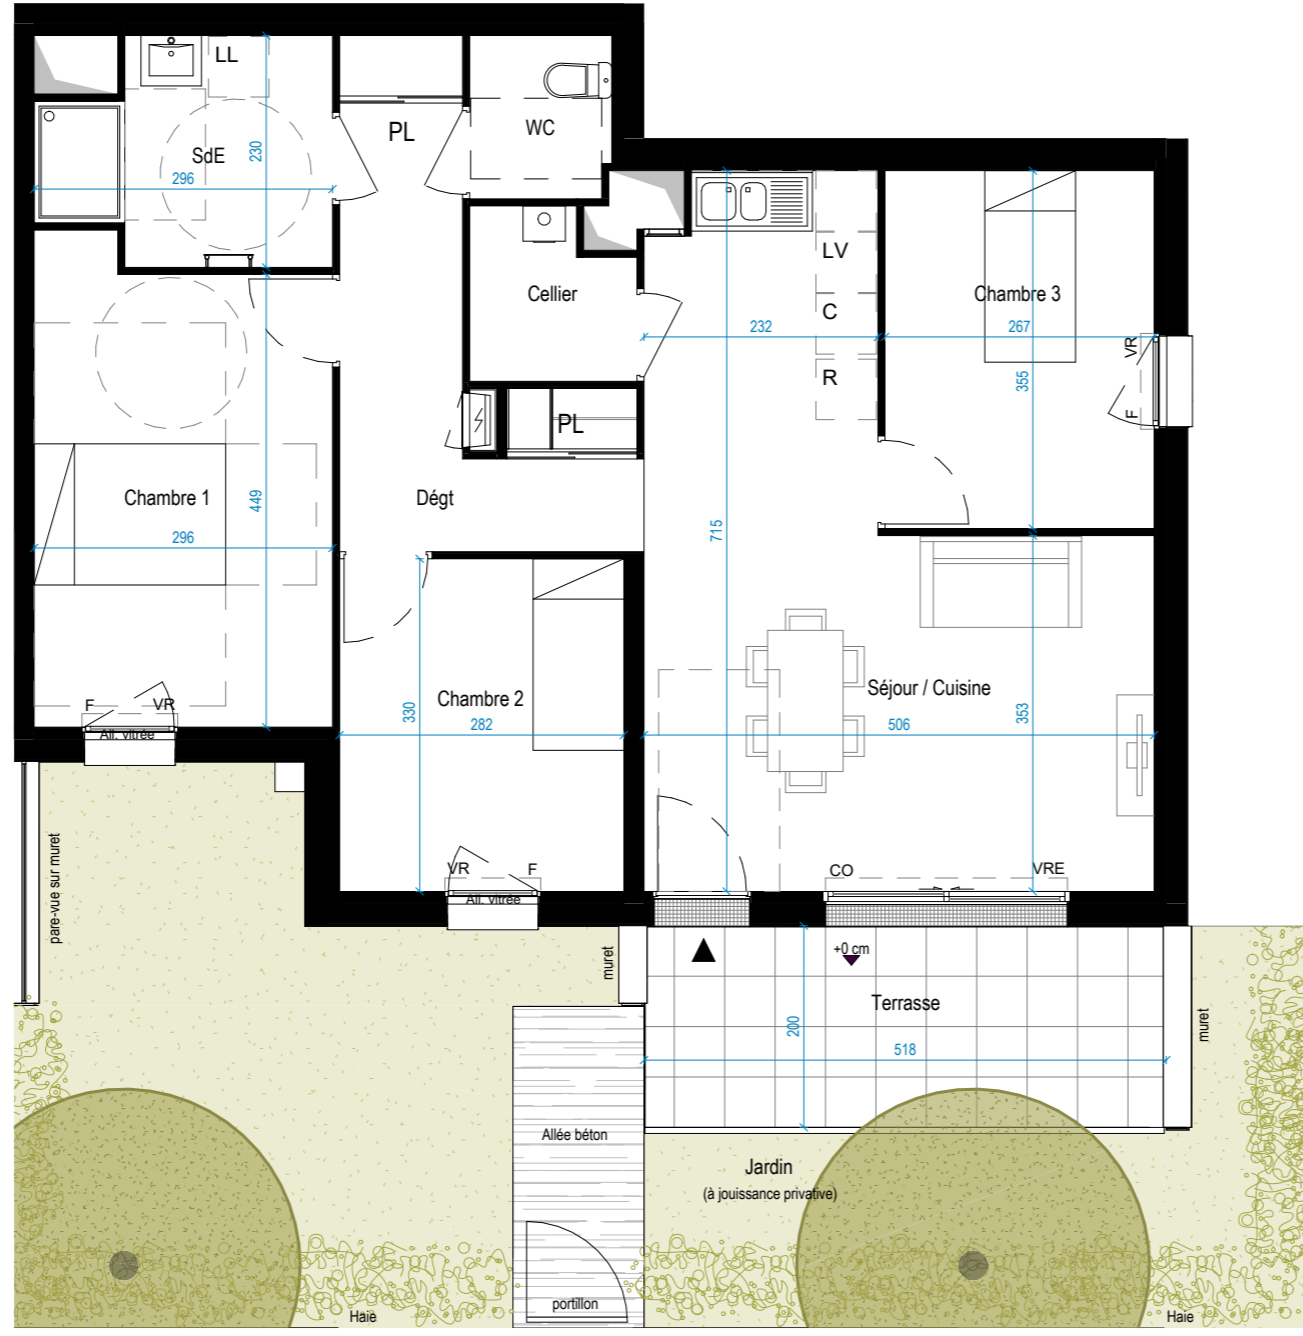 LL
PL
WC
SdE
230
296
LV
Cellier
C
Chambre 3
232
267
VR
355
R
F
PL
Chambre 1
449
Dégt
296
715
Chambre 2
Séjour / Cuisine
330
282
506
353
F
VR
All. vitrée
pare-vue sur muret
VR
F
All. vitrée
CO
VRE
muret
+0 cm
Terrasse
200
518
muret
Allée béton
Jardin
(à jouissance privative)
portillon
Haie
Haie